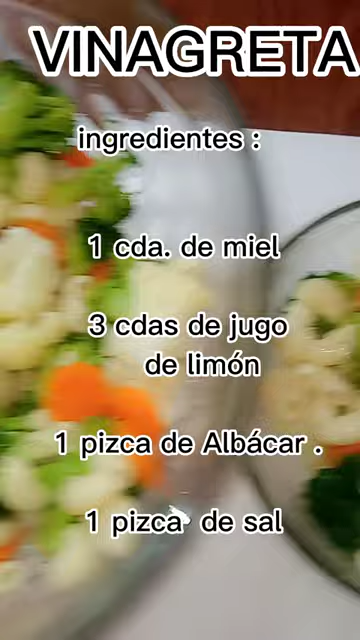 VINAGRETA
ingredientes :
1 cda. de miel
3 cdas de jugo
de limón
1 pizca de Albácar .
1 pizca de sal